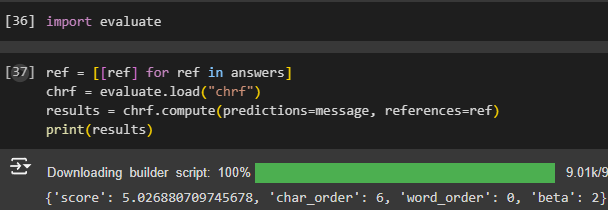 [36] import evaluate
[37] ref = [[ref] for ref in answers]
chrf = evaluate.load("chrf")
results = chrf.compute(predictions=message, references=ref)
print(results)
Downloading builder script: 100% 9.01k/9
{'score': 5.026880709745678, 'char_order': 6, 'word_order': 0, 'beta': 2}